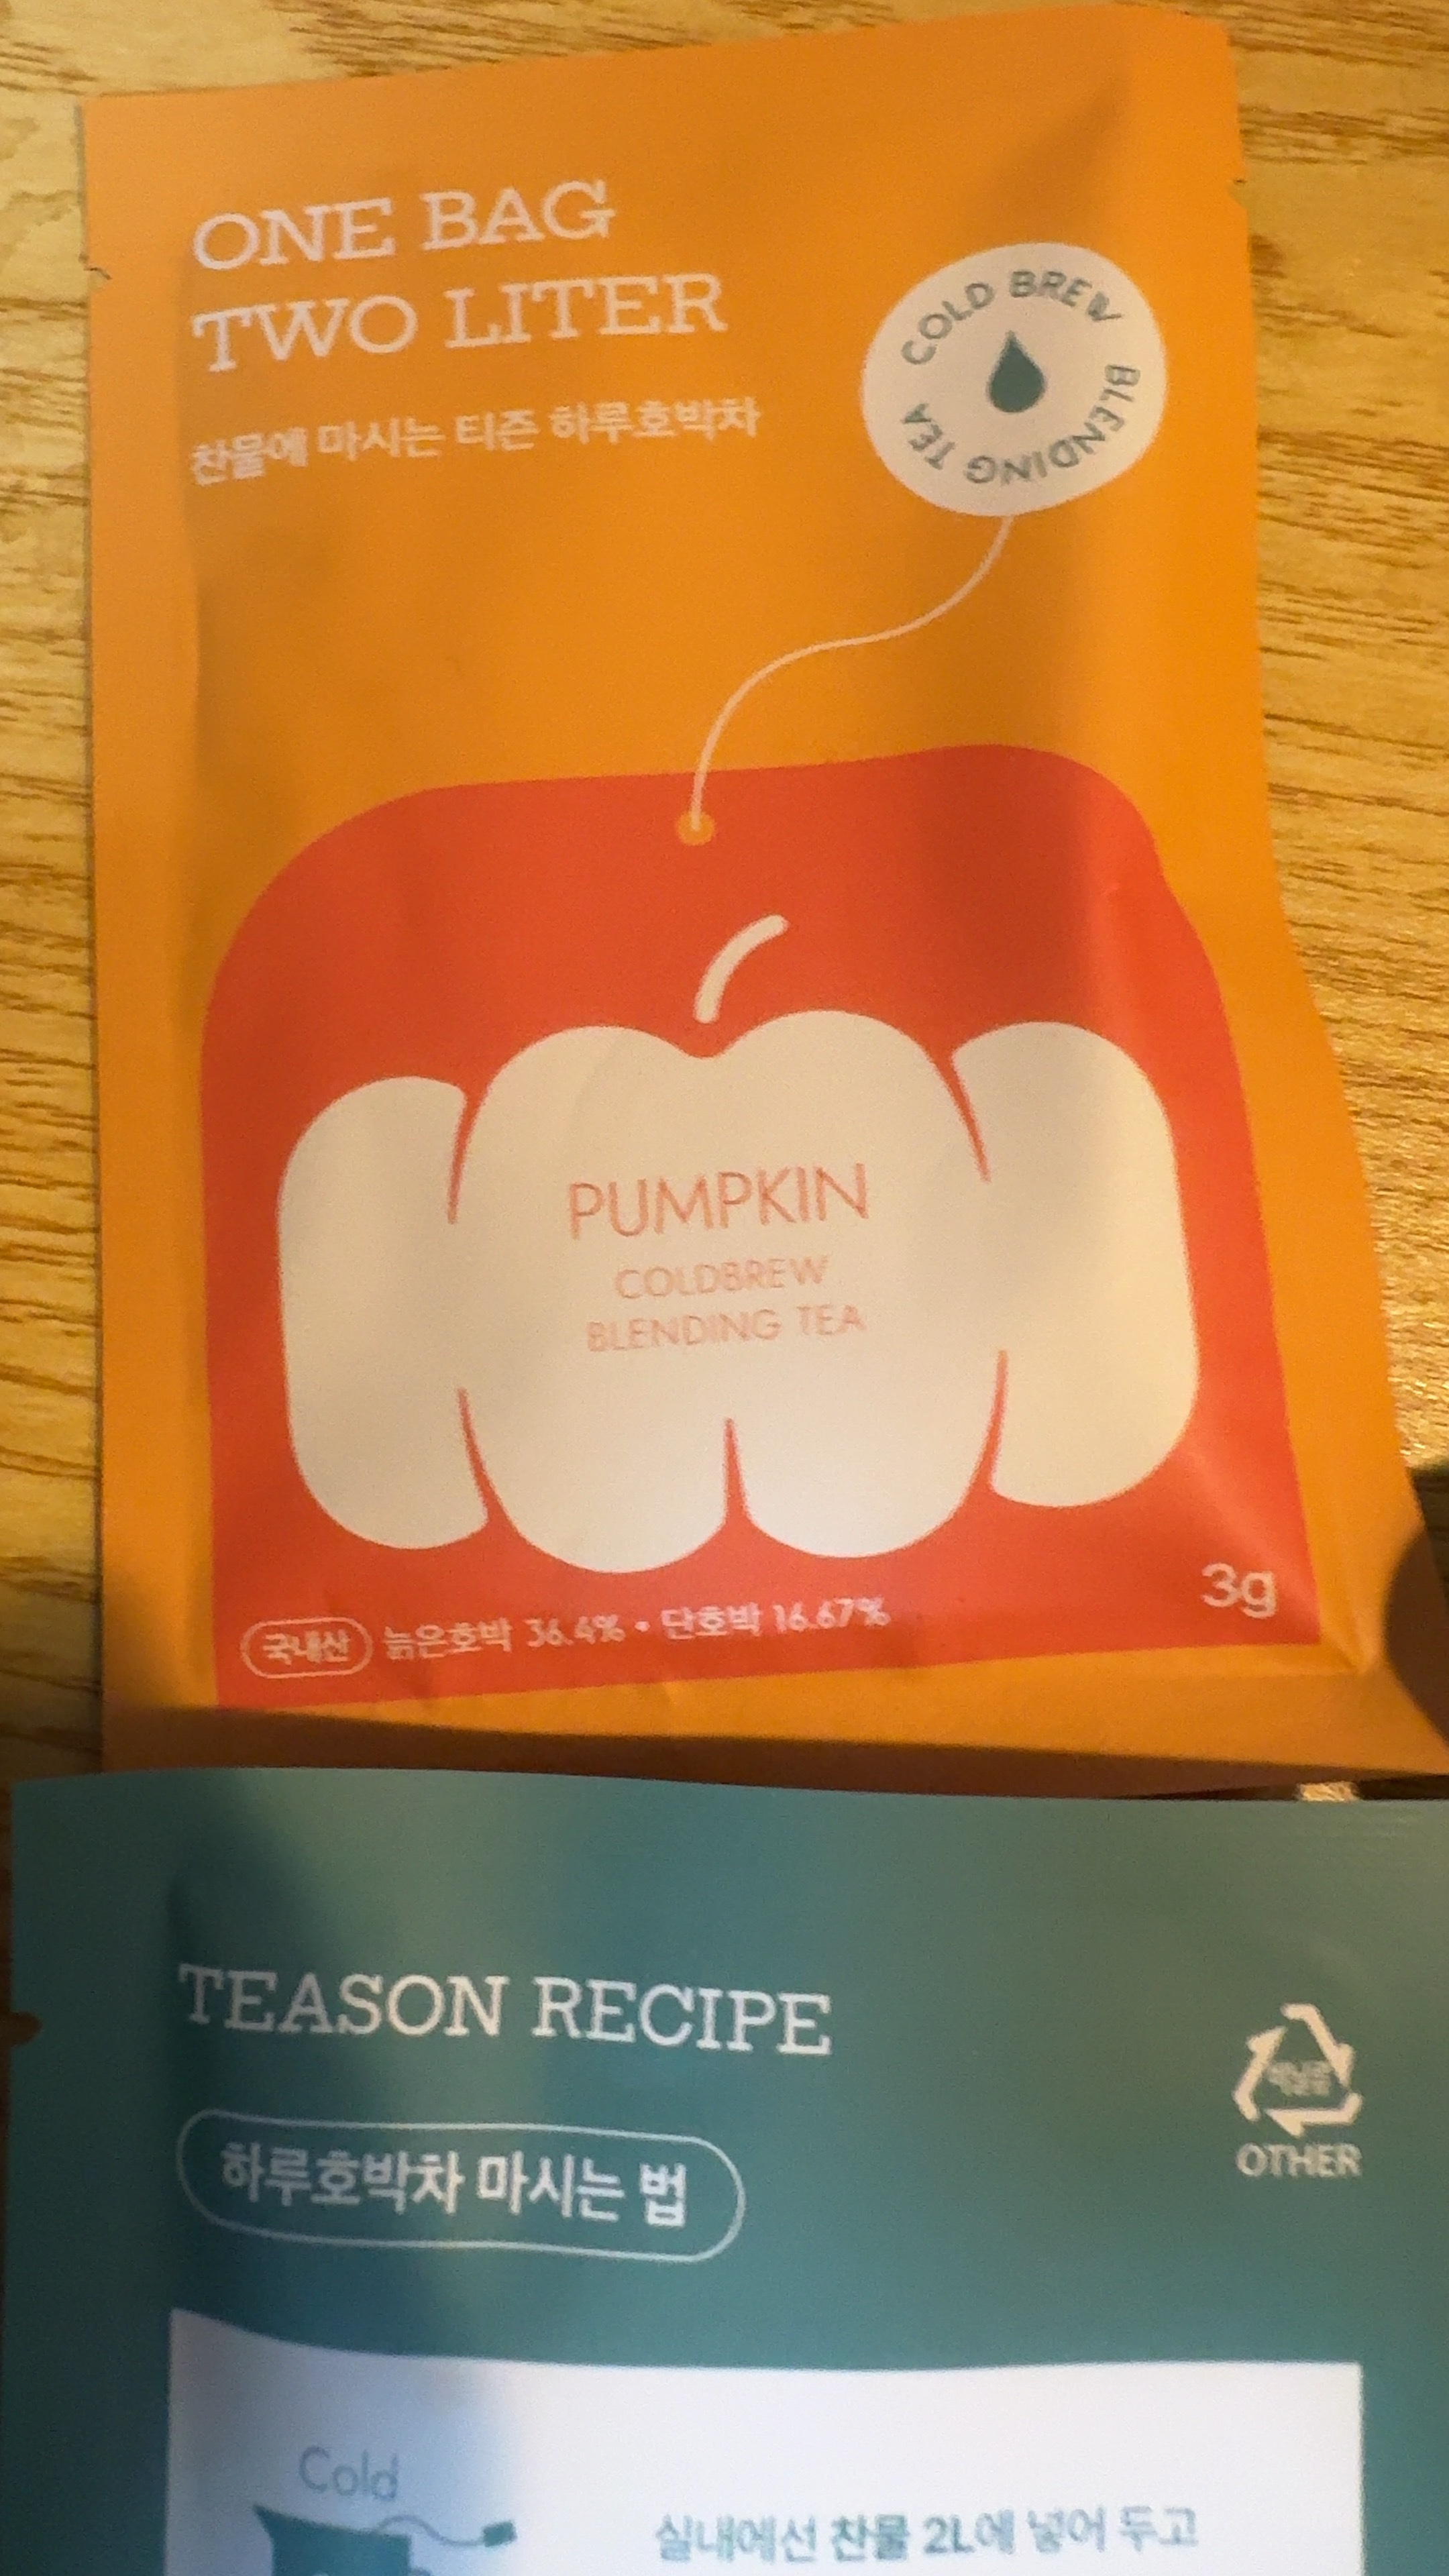 ONE BAG
TWO LITER
찬물에 마시는 티즌 하루호박차
COLD BREW BLENDING TEA
PUMPKIN
COLDBREW
BLENDING TEA
3g
국내산 늙은호박 36.4% • 단호박 16.67%
TEASON RECIPE
OTHER
하루호박차 마시는 법
Cold
실내에선 찬물 2L에 넣어 두고